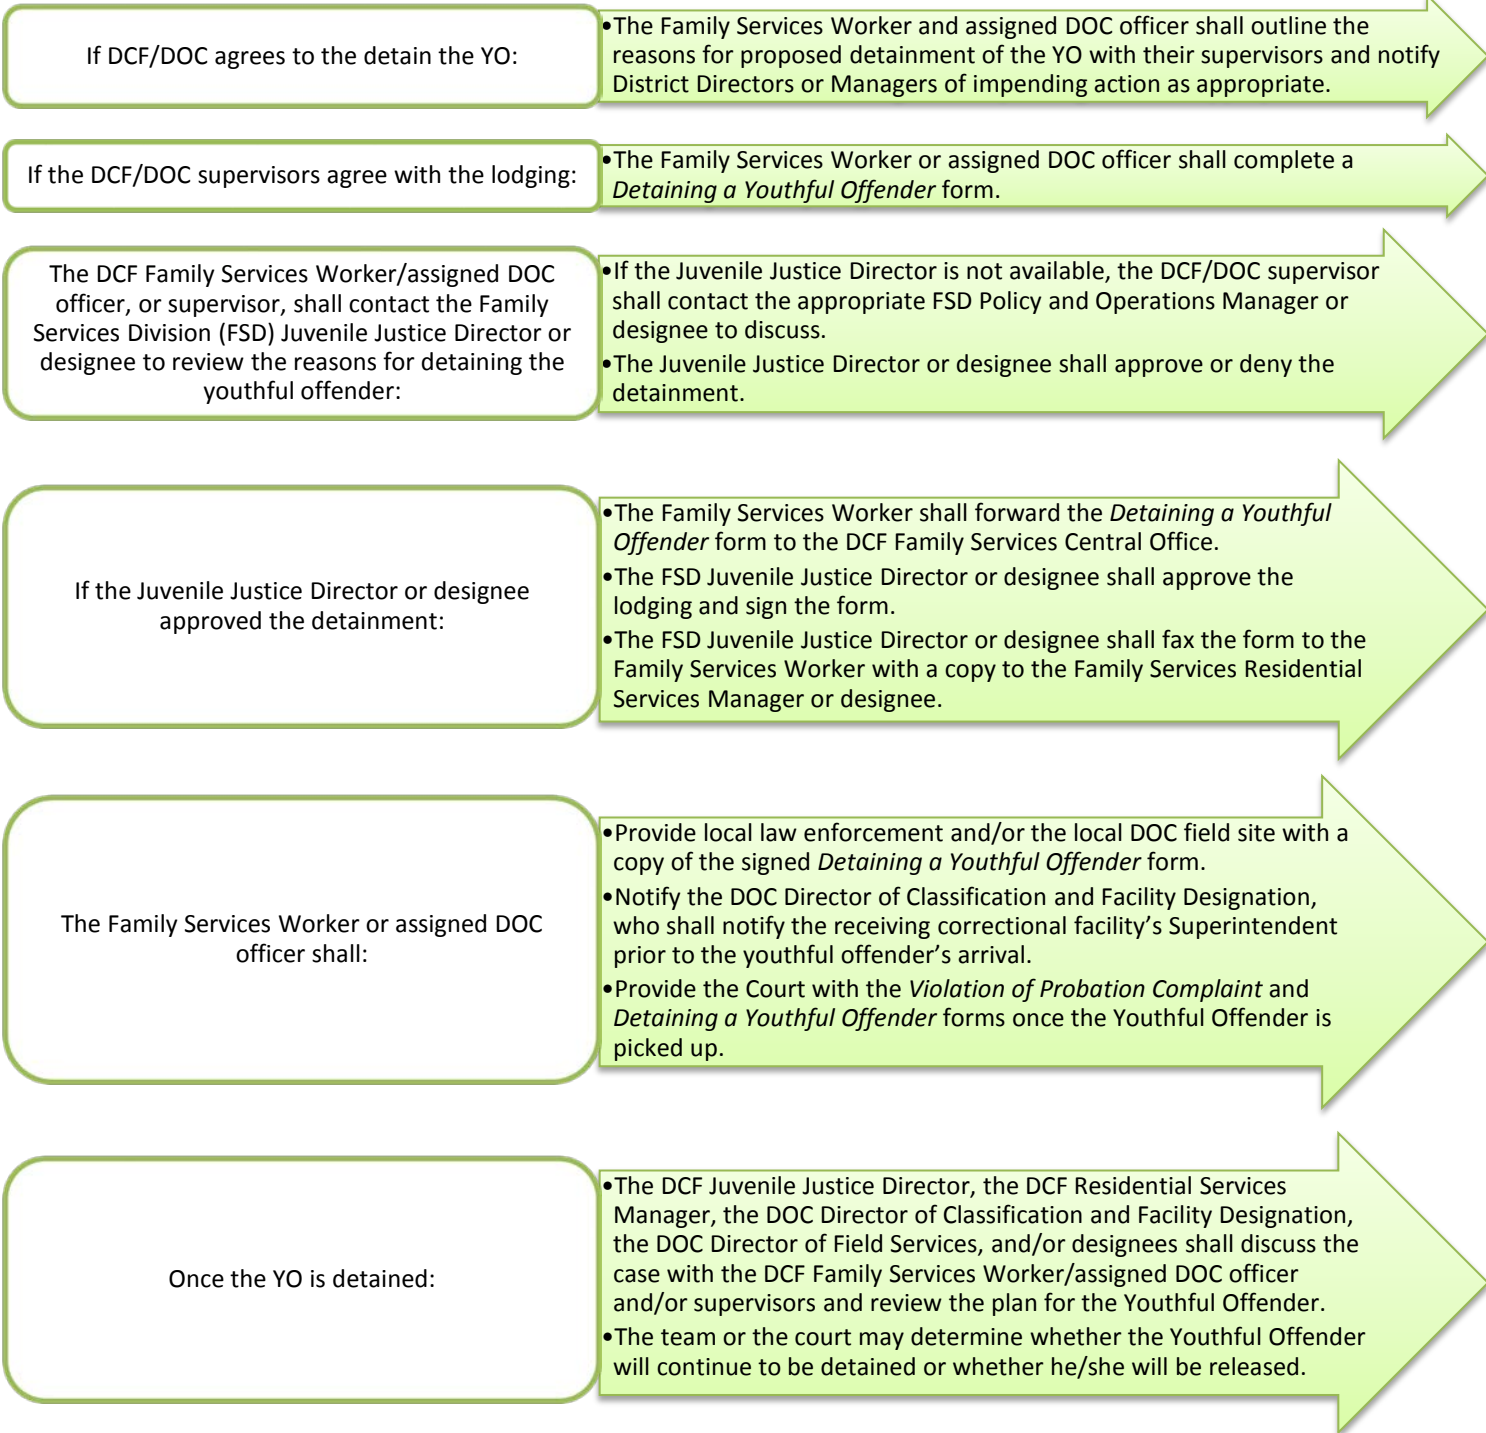 If DCF/DOC agrees to the detain the YO:
•The Family Services Worker and assigned DOC officer shall outline the
reasons for proposed detainment of the YO with their supervisors and notify
District Directors or Managers of impending action as appropriate.
If the DCF/DOC supervisors agree with the lodging:
•The Family Services Worker or assigned DOC officer shall complete a
Detaining a Youthful Offender form.
The DCF Family Services Worker/assigned DOC
officer, or supervisor, shall contact the Family
Services Division (FSD) Juvenile Justice Director or
designee to review the reasons for detaining the
youthful offender:
•If the Juvenile Justice Director is not available, the DCF/DOC supervisor
shall contact the appropriate FSD Policy and Operations Manager or
designee to discuss.
•The Juvenile Justice Director or designee shall approve or deny the
detainment.
If the Juvenile Justice Director or designee
approved the detainment:
•The Family Services Worker shall forward the Detaining a Youthful
Offender form to the DCF Family Services Central Office.
•The FSD Juvenile Justice Director or designee shall approve the
lodging and sign the form.
•The FSD Juvenile Justice Director or designee shall fax the form to the
Family Services Worker with a copy to the Family Services Residential
Services Manager or designee.
The Family Services Worker or assigned DOC
officer shall:
•Provide local law enforcement and/or the local DOC field site with a
copy of the signed Detaining a Youthful Offender form.
•Notify the DOC Director of Classification and Facility Designation,
who shall notify the receiving correctional facility’s Superintendent
prior to the youthful offender’s arrival.
•Provide the Court with the Violation of Probation Complaint and
Detaining a Youthful Offender forms once the Youthful Offender is
picked up.
Once the YO is detained:
•The DCF Juvenile Justice Director, the DCF Residential Services
Manager, the DOC Director of Classification and Facility Designation,
the DOC Director of Field Services, and/or designees shall discuss the
case with the DCF Family Services Worker/assigned DOC officer
and/or supervisors and review the plan for the Youthful Offender.
•The team or the court may determine whether the Youthful Offender
will continue to be detained or whether he/she will be released.